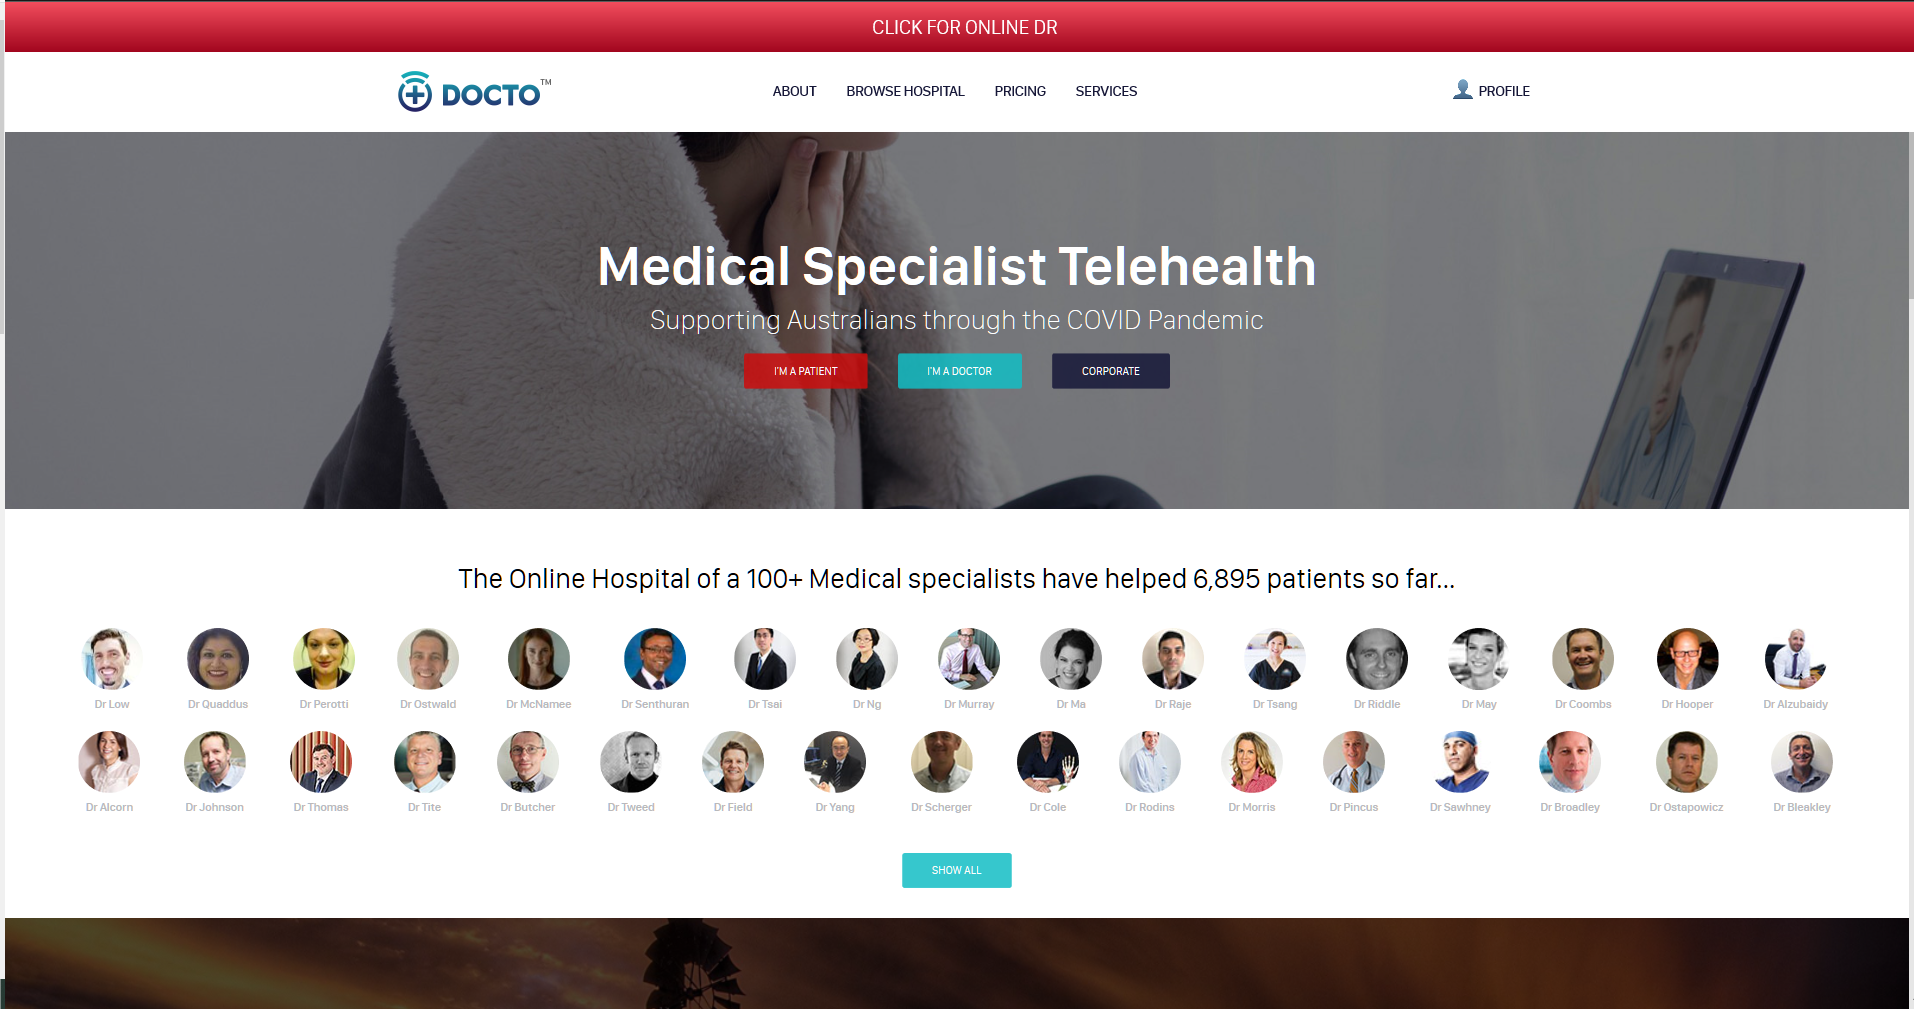 CLICK FOR ONLINE DR
DOCTO™
ABOUT BROWSE HOSPITAL PRICING SERVICES
PROFILE
Medical Specialist Telehealth
Supporting Australians through the COVID Pandemic
I'M A PATIENT I'M A DOCTOR CORPORATE
The Online Hospital of a 100+ Medical specialists have helped 6,895 patients so far...
Dr Low Dr Quaddus Dr Perotti Dr Ostwald Dr McNamee Dr Senthuran Dr Tsai Dr Ng Dr Murray Dr Ma Dr Raje Dr Tsang Dr Riddle Dr May Dr Coombs Dr Hooper Dr Alzubaidy
Dr Alcorn Dr Johnson Dr Thomas Dr Tite Dr Butcher Dr Tweed Dr Field Dr Yang Dr Scherger Dr Cole Dr Rodins Dr Morris Dr Pincus Dr Sawhney Dr Broadley Dr Ostapowicz Dr Bleakley
SHOW ALL